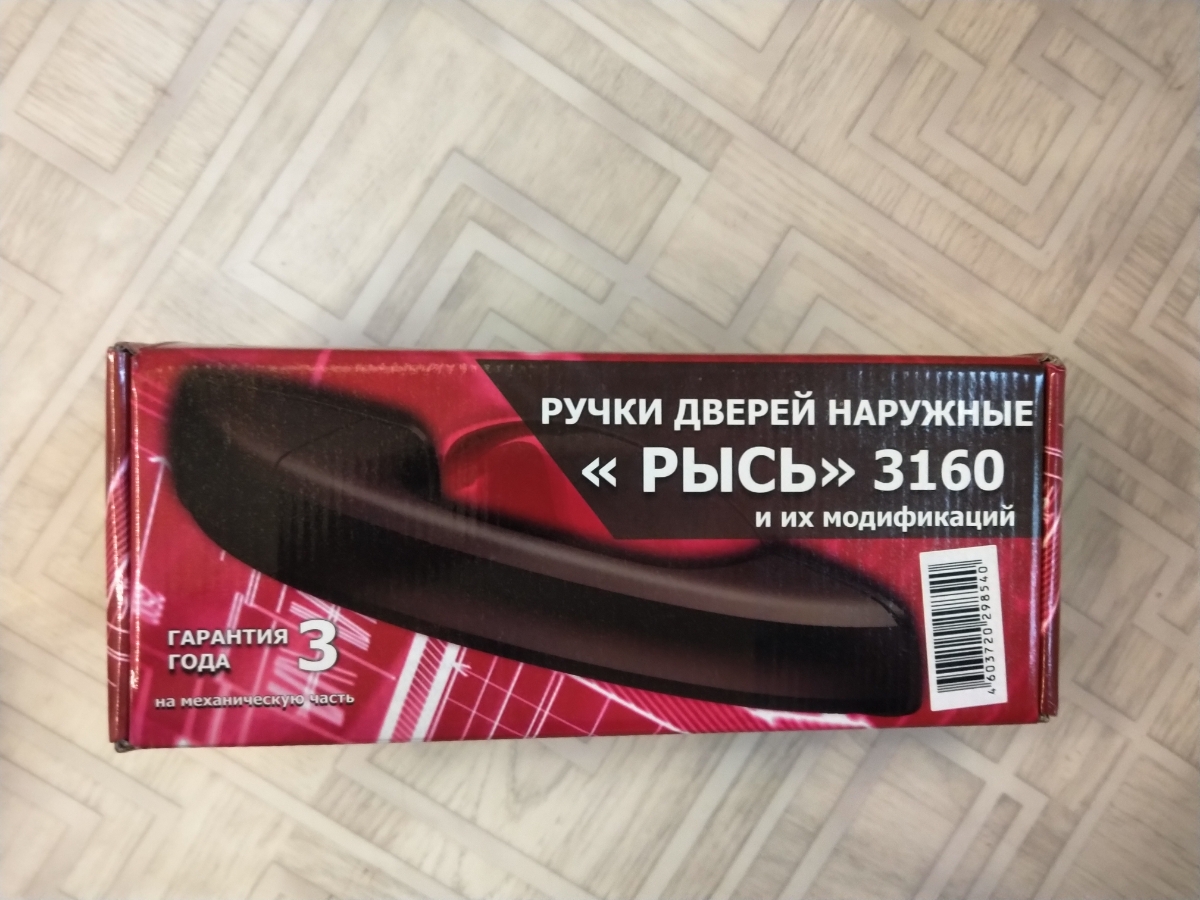 РУЧКИ ДВЕРЕЙ НАРУЖНЫЕ
« РЫСЬ» 3160
и их модификаций
ГАРАНТИЯ 3
ГОДА
на механическую часть
4603720298540